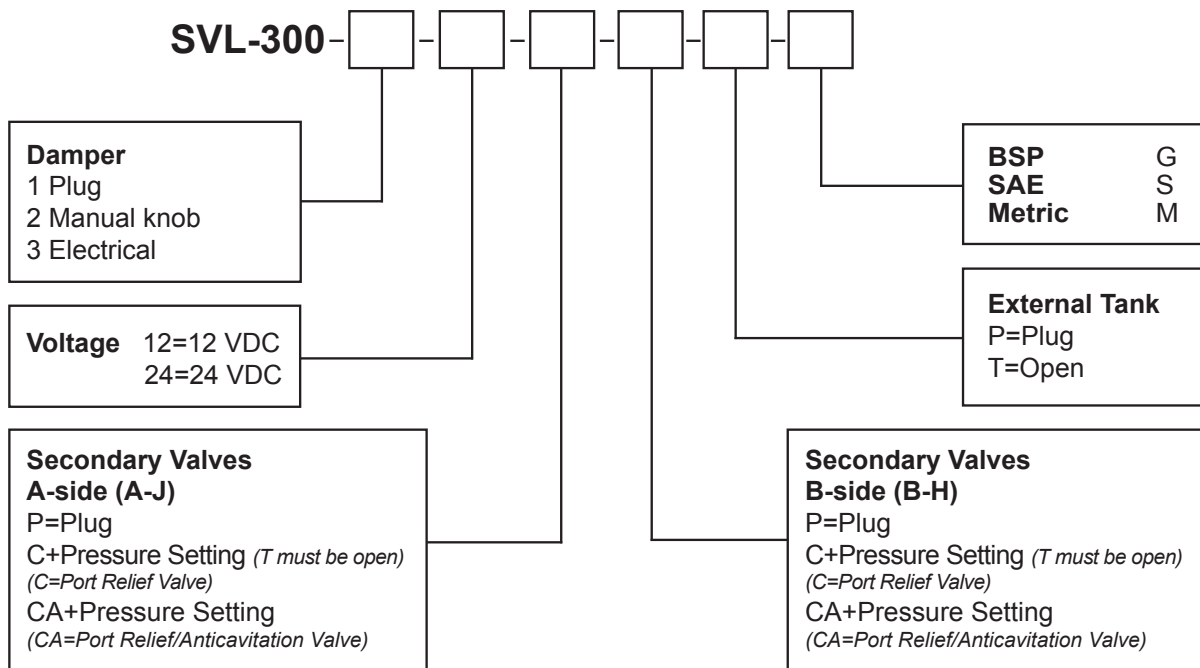 SVL-300- - - - - -
Damper
1 Plug
2 Manual knob
3 Electrical
Voltage 12=12 VDC
24=24 VDC
Secondary Valves
A-side (A-J)
P=Plug
C+Pressure Setting (T must be open)
(C=Port Relief Valve)
CA+Pressure Setting
(CA=Port Relief/Anticavitation Valve)
BSP G
SAE S
Metric M
External Tank
P=Plug
T=Open
Secondary Valves
B-side (B-H)
P=Plug
C+Pressure Setting (T must be open)
(C=Port Relief Valve)
CA+Pressure Setting
(CA=Port Relief/Anticavitation Valve)